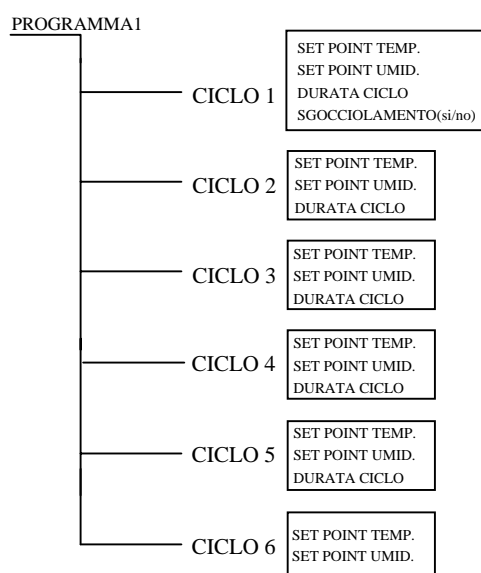 PROGRAMMA1
SET POINT TEMP.
SET POINT UMID.
CICLO 1
DURATA CICLO
SGOCCIOLAMENTO(si/no)
SET POINT TEMP.
CICLO 2
SET POINT UMID.
DURATA CICLO
SET POINT TEMP.
CICLO 3
SET POINT UMID.
DURATA CICLO
SET POINT TEMP.
CICLO 4
SET POINT UMID.
DURATA CICLO
SET POINT TEMP.
CICLO 5
SET POINT UMID.
DURATA CICLO
SET POINT TEMP.
CICLO 6
SET POINT UMID.